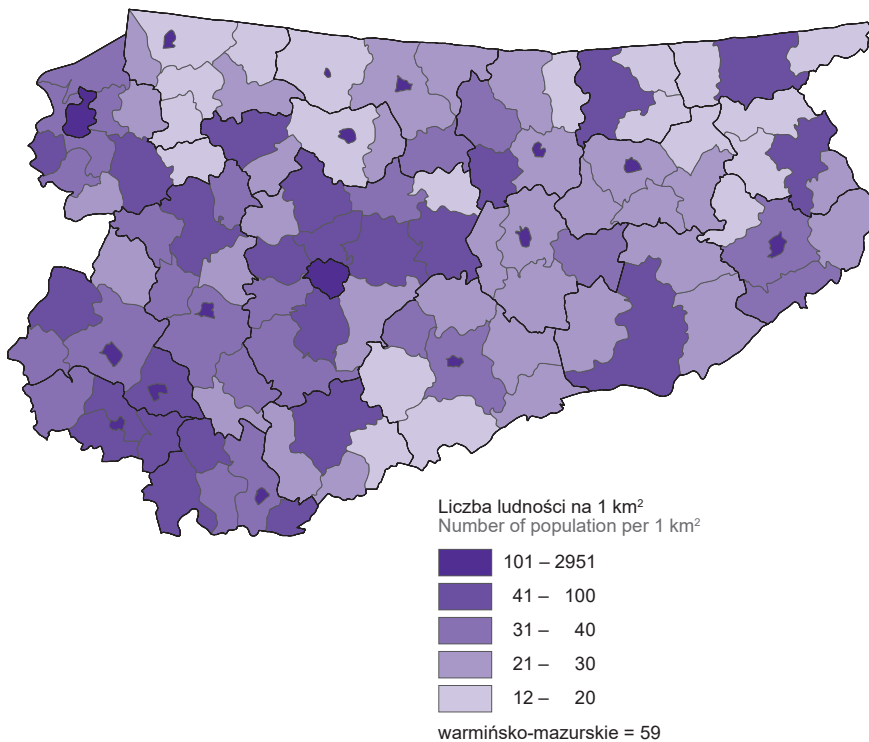 Liczba ludności na 1 km²
Number of population per 1 km²
101 – 2951
41 – 100
31 – 40
21 – 30
12 – 20
warmińsko-mazurskie = 59